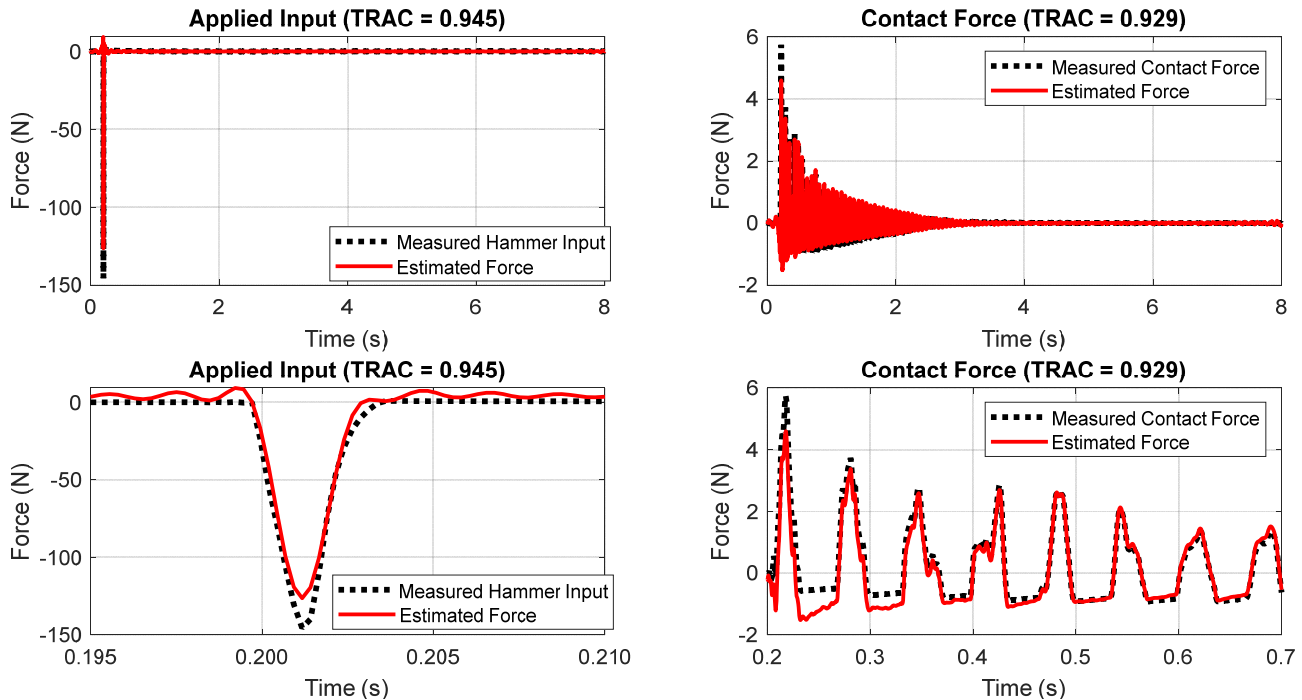 Applied Input (TRAC = 0.945)
Force (N)
0
-50
-100
-150
Measured Hammer Input
Estimated Force
0 2 4 6 8
Time (s)
Contact Force (TRAC = 0.929)
Force (N)
6
4
2
0
-2
Measured Contact Force
Estimated Force
0 2 4 6 8
Time (s)
Applied Input (TRAC = 0.945)
Force (N)
0
-50
-100
-150
Measured Hammer Input
Estimated Force
0.195 0.200 0.205 0.210
Time (s)
Contact Force (TRAC = 0.929)
Force (N)
6
4
2
0
-2
Measured Contact Force
Estimated Force
0.2 0.3 0.4 0.5 0.6 0.7
Time (s)